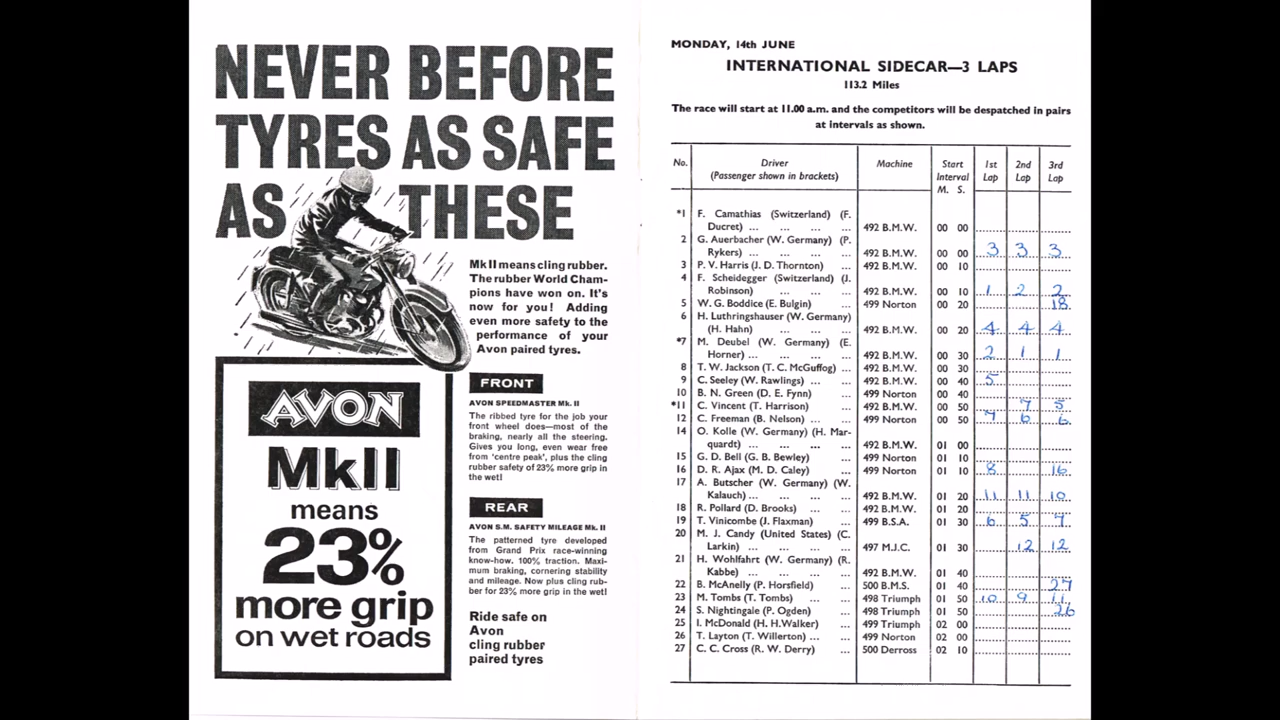 NEVER BEFORE
TYRES AS SAFE
AS THESE
Mk II means cling rubber.
The rubber World Cham-
pions have won on. It's
now for you! Adding
even more safety to the
performance of your
Avon paired tyres.
AVON
MkII
means
23%
more grip
on wet roads
FRONT
AVON SPEEDMASTER Mk. II
The ribbed tyre for the job your
front wheel does—most of the
braking, nearly all the steering.
Gives you long, even wear free
from 'centre peak', plus the cling
rubber safety of 23% more grip in
the wet!
REAR
AVON S.M. SAFETY MILEAGE Mk. II
The patterned tyre developed
from Grand Prix race-winning
know-how. 100% traction. Maxi-
mum braking, cornering stability
and mileage. Now plus cling rub-
ber for 23% more grip in the wet!
Ride safe on
Avon
cling rubber
paired tyres
MONDAY, 14th JUNE
INTERNATIONAL SIDECAR—3 LAPS
113.2 Miles
The race will start at 11.00 a.m. and the competitors will be despatched in pairs
at intervals as shown.
No. Driver Machine Start 1st 2nd 3rd
(Passenger shown in brackets) Interval Lap Lap Lap
M. S.
*1 F. Camathias (Switzerland) (F.
Ducret) ... ... ... ... 492 B.M.W. 00 00
2 G. Auerbacher (W. Germany) (P.
Rykers) ... ... ... ... 492 B.M.W. 00 00 3 3 3
3 P. V. Harris (J. D. Thornton) ... 492 B.M.W. 00 10
4 F. Scheidegger (Switzerland) (J.
Robinson) ... ... ... 492 B.M.W. 00 10 1 2 2
5 W. G. Boddice (E. Bulgin) ... 499 Norton 00 20 18
6 H. Luthringshauser (W. Germany)
(H. Hahn) ... ... ... 492 B.M.W. 00 20 4 4 4
*7 M. Deubel (W. Germany) (E.
Horner) ... ... ... ... 492 B.M.W. 00 30 2 1 1
8 T. W. Jackson (T. C. McGuffog) ... 492 B.M.W. 00 30
9 C. Seeley (W. Rawlings) ... ... 492 B.M.W. 00 40 5
10 B. N. Green (D. E. Fynn) ... 499 Norton 00 40
*11 C. Vincent (T. Harrison) ... 492 B.M.W. 00 50 7 5
12 C. Freeman (B. Nelson) ... ... 499 Norton 00 50 7 6 6
14 O. Kolle (W. Germany) (H. Mar-
quardt) ... ... ... ... 492 B.M.W. 01 00
15 G. D. Bell (G. B. Bewley) ... 499 Norton 01 10
16 D. R. Ajax (M. D. Caley) ... 499 Norton 01 10 8 16
17 A. Butscher (W. Germany) (W.
Kalauch) ... ... ... ... 492 B.M.W. 01 20 11 11 10
18 R. Pollard (D. Brooks) ... ... 492 B.M.W. 01 20
19 T. Vinicombe (J. Flaxman) ... 499 B.S.A. 01 30 6 5 7
20 M. J. Candy (United States) (C.
Larkin) ... ... ... ... 497 M.J.C. 01 30 12 12
21 H. Wohlfahrt (W. Germany) (R.
Kabbe) ... ... ... ... 492 B.M.W. 01 40
22 B. McAnelly (P. Horsfield) ... 500 B.M.S. 01 40 27
23 M. Tombs (T. Tombs) ... ... 498 Triumph 01 50 10 9 11
24 S. Nightingale (P. Ogden) ... 498 Triumph 01 50 26
25 I. McDonald (H. H.Walker) ... 499 Triumph 02 00
26 T. Layton (T. Willerton) ... ... 499 Norton 02 00
27 C. C. Cross (R. W. Derry) ... 500 Derross 02 10